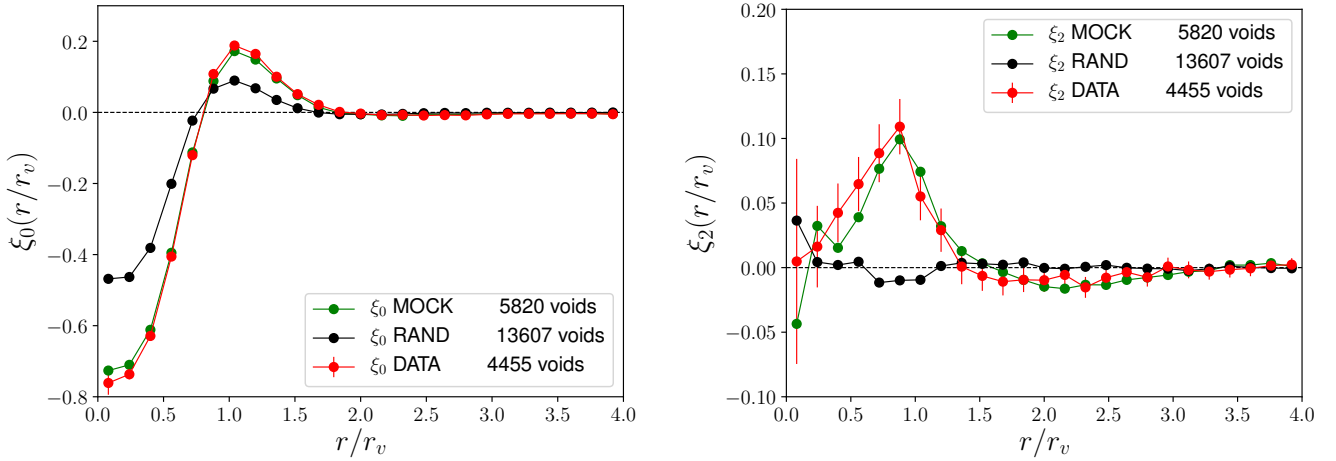 0.2
0.0
−0.2
−0.4
−0.6
−0.8
ξ₀(r/rᵥ)
ξ₀ MOCK 5820 voids
ξ₀ RAND 13607 voids
ξ₀ DATA 4455 voids
0.0 0.5 1.0 1.5 2.0 2.5 3.0 3.5 4.0
r/rᵥ
0.20
0.15
0.10
0.05
0.00
−0.05
−0.10
ξ₂(r/rᵥ)
ξ₂ MOCK 5820 voids
ξ₂ RAND 13607 voids
ξ₂ DATA 4455 voids
0.0 0.5 1.0 1.5 2.0 2.5 3.0 3.5 4.0
r/rᵥ